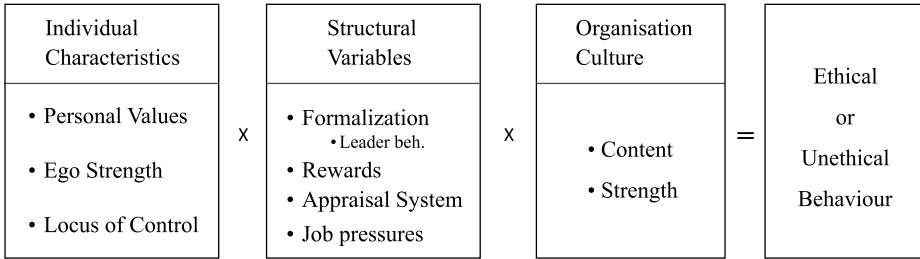 Individual
Characteristics
• Personal Values
• Ego Strength
• Locus of Control
x
Structural
Variables
• Formalization
• Leader beh.
• Rewards
• Appraisal System
• Job pressures
x
Organisation
Culture
• Content
• Strength
=
Ethical
or
Unethical
Behaviour